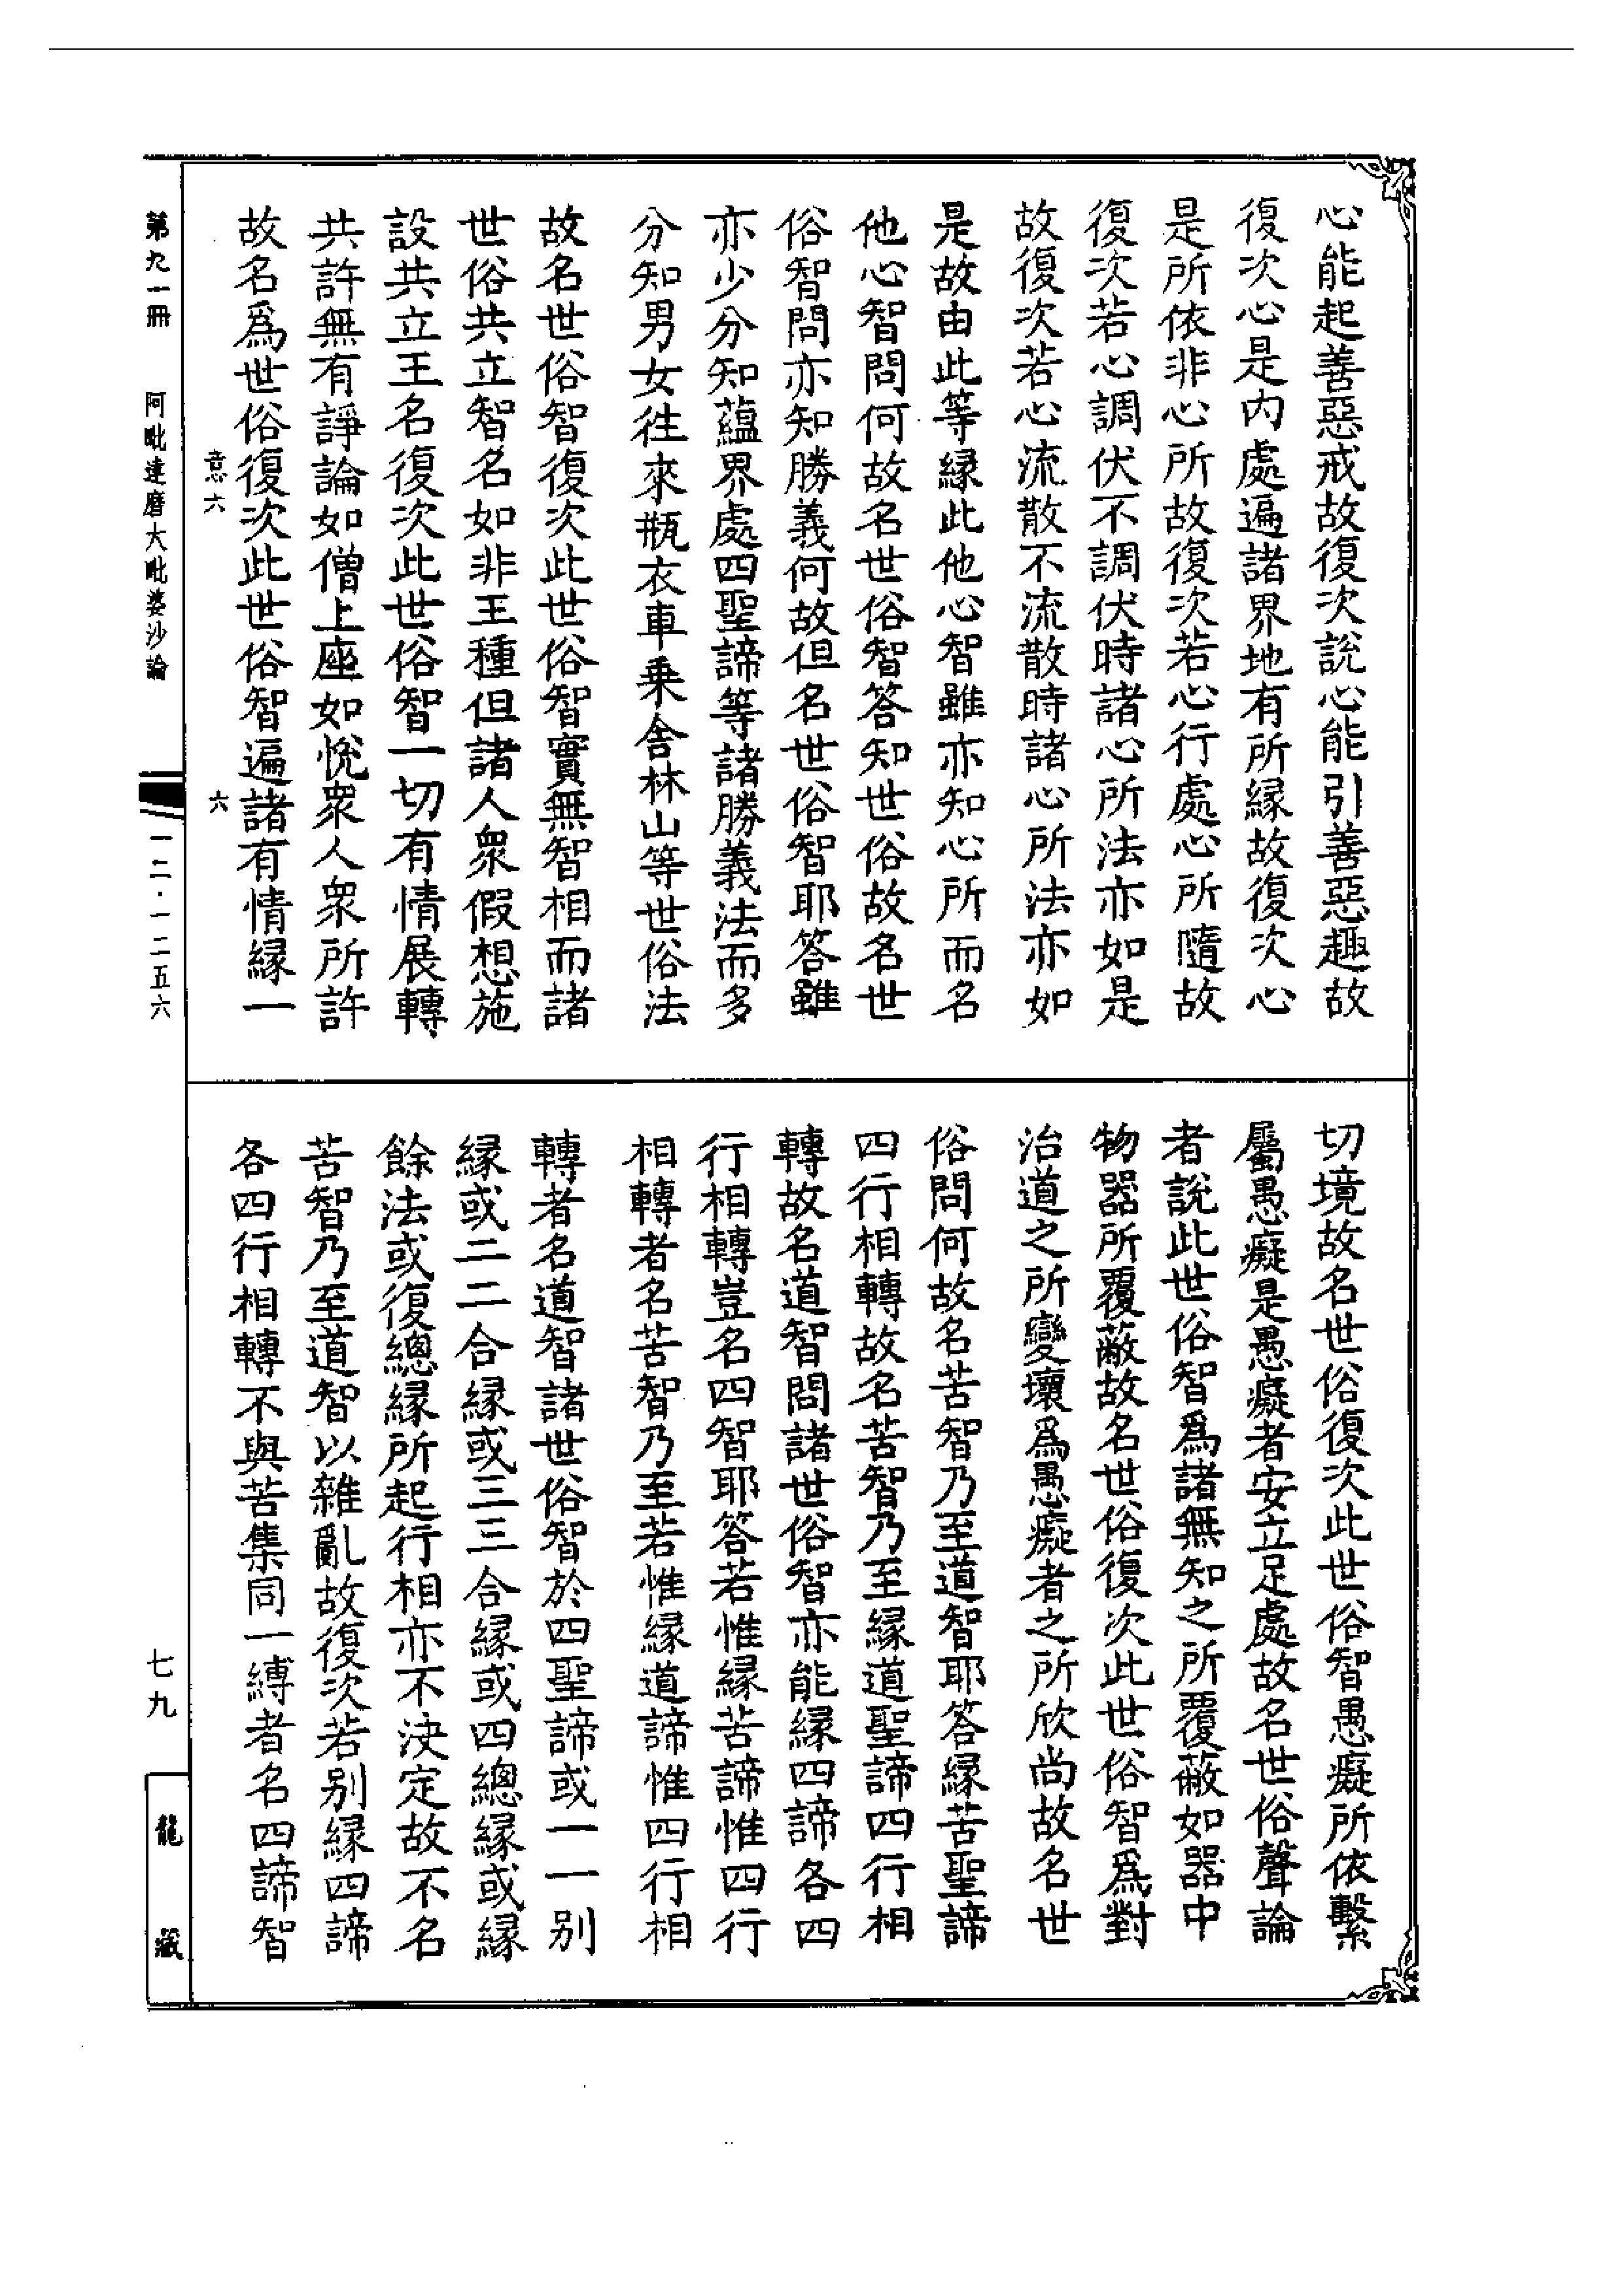 心能起善惡戒故復次說心能引善惡趣故
復次心是内處遍諸界地有所緣故復次心
是所依非心所故復次若心行處心所隨故
復次若心調伏不調伏時諸心所法亦如是
故復次若心流散不流散時諸心所法亦如
是故由此等緣此他心智雖亦知心所而名
他心智問何故名世俗智答知世俗故名世
俗智問亦知勝義何故但名世俗智耶答雖
亦少分知蘊界處四聖諦等諸勝義法而多
分知男女往來瓶衣車乗舍林山等世俗法
故名世俗智復次此世俗智實無智相而諸
世俗共立智名如非王種但諸人衆假想施
設共立王名復次此世俗智一切有情展轉
共許無有諍論如僧上座如悅衆人衆所許
故名爲世俗復次此世俗智遍諸有情緣一
意六
六
切境故名世俗復次此世俗智愚癡所依繫
屬愚癡是愚癡者安立足處故名世俗聲論
者說此世俗智爲諸無知之所覆蔽如器中
物器所覆蔽故名世俗復次此世俗智爲對
治道之所變壞爲愚癡者之所欣尚故名世
俗問何故名苦智乃至道智耶答緣苦聖諦
四行相轉故名苦智乃至緣道聖諦四行相
轉故名道智問諸世俗智亦能緣四諦各四
行相轉豈名四智耶答若惟緣苦諦惟四行
相轉者名苦智乃至若惟緣道諦惟四行相
轉者名道智諸世俗智於四聖諦或一一别
緣或二二合緣或三三合緣或四總緣或緣
餘法或復總緣所起行相亦不決定故不名
苦智乃至道智以雜亂故復次若别緣四諦
各四行相轉不與苦集同一縛者名四諦智
第九一冊
阿毗達磨大毗婆沙論
一二·一二五六
七九
龍藏